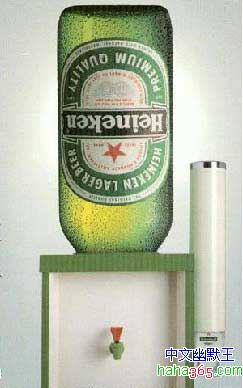 HEINEKEN LAGER BEER
Heineken
PREMIUM QUALITY
中文幽默王
haha365.com